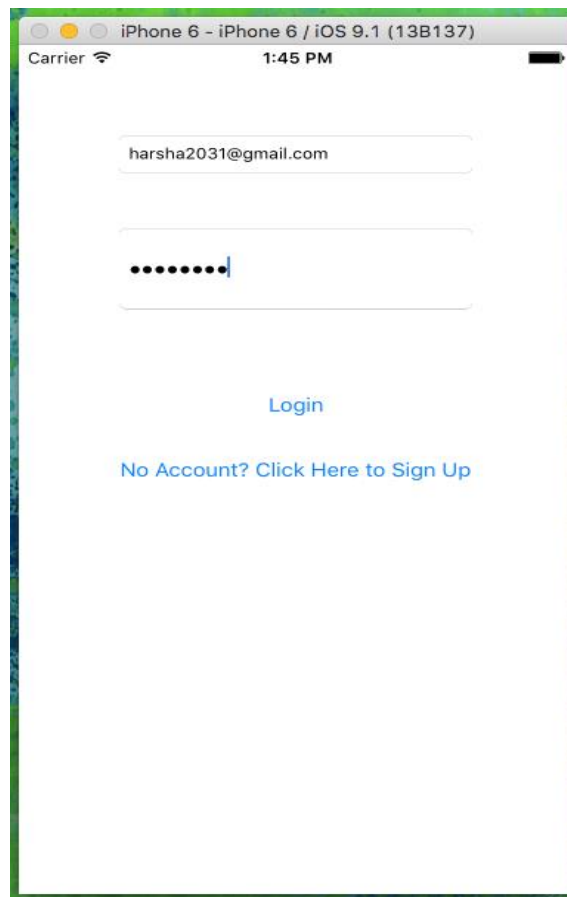 iPhone 6 - iPhone 6 / iOS 9.1 (13B137)
Carrier 1:45 PM
harsha2031@gmail.com
••••••••
Login
No Account? Click Here to Sign Up